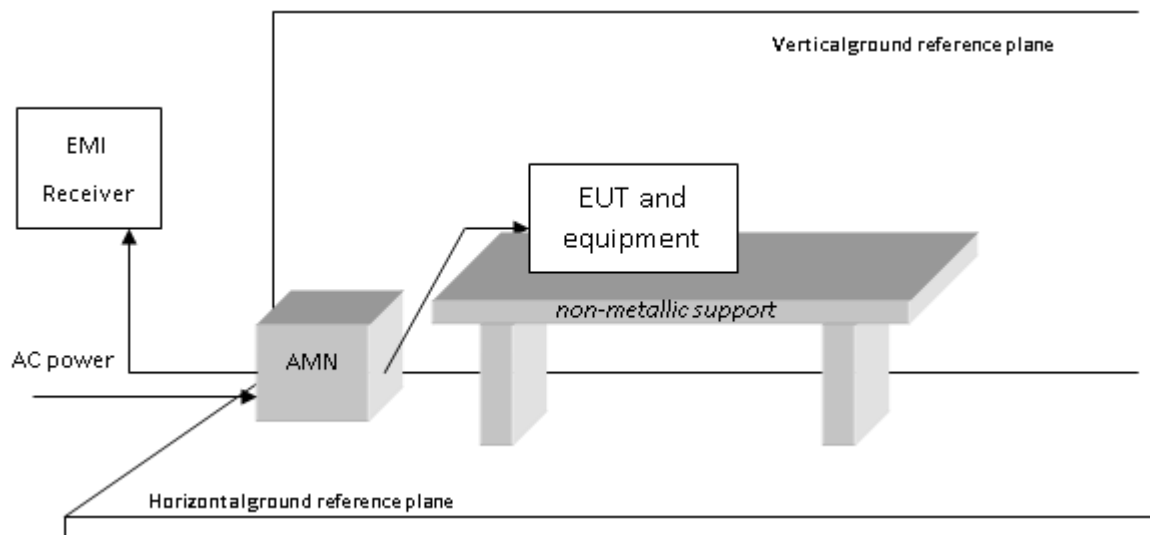 Verticalground reference plane
EMI
Receiver
EUT and
equipment
non-metallic support
AC power
AMN
Horizontalground reference plane